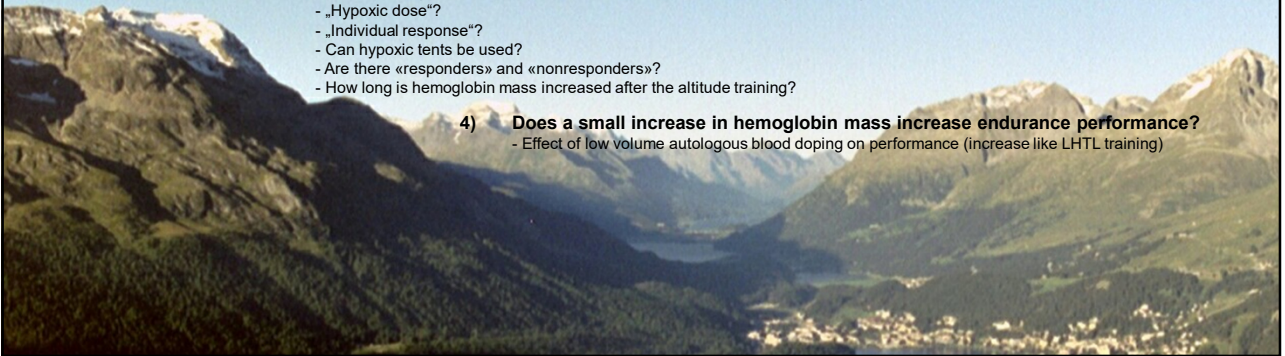 - „Hypoxic dose“?
- „Individual response“?
- Can hypoxic tents be used?
- Are there «responders» and «nonresponders»?
- How long is hemoglobin mass increased after the altitude training?
4) Does a small increase in hemoglobin mass increase endurance performance?
- Effect of low volume autologous blood doping on performance (increase like LHTL training)